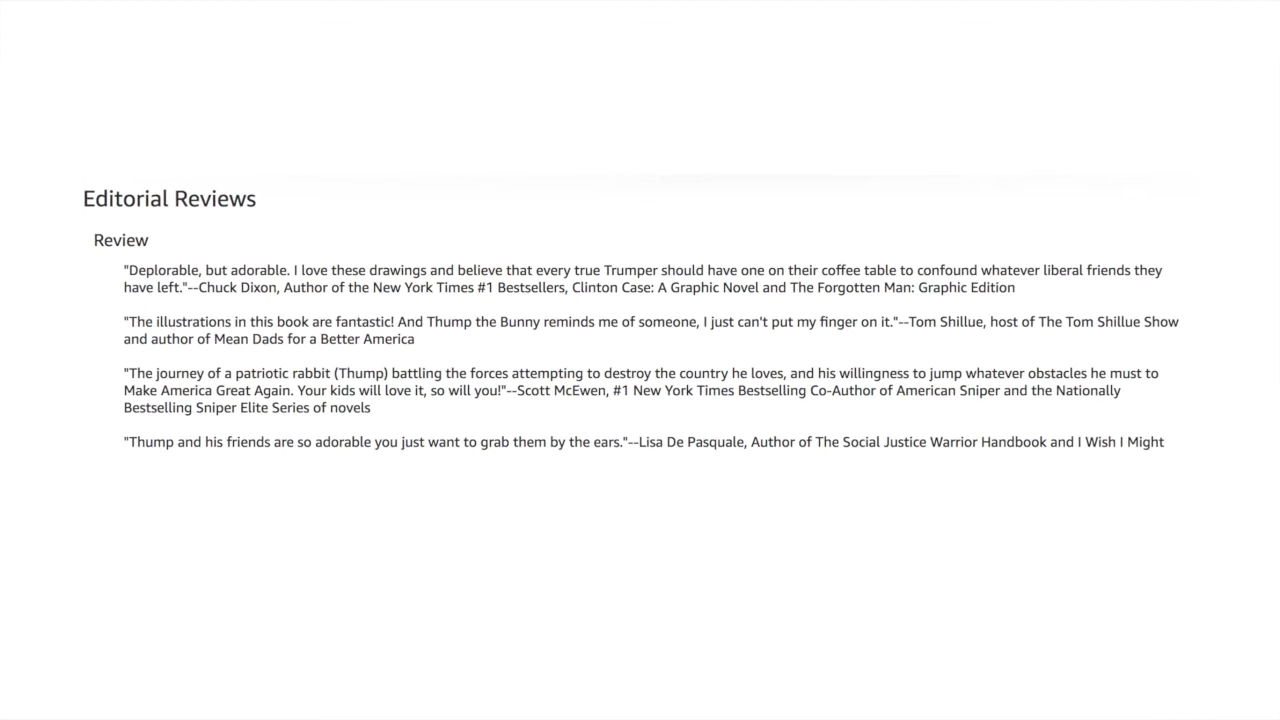 Editorial Reviews
Review
"Deplorable, but adorable. I love these drawings and believe that every true Trumper should have one on their coffee table to confound whatever liberal friends they
have left."--Chuck Dixon, Author of the New York Times #1 Bestsellers, Clinton Case: A Graphic Novel and The Forgotten Man: Graphic Edition
"The illustrations in this book are fantastic! And Thump the Bunny reminds me of someone, I just can't put my finger on it."--Tom Shillue, host of The Tom Shillue Show
and author of Mean Dads for a Better America
"The journey of a patriotic rabbit (Thump) battling the forces attempting to destroy the country he loves, and his willingness to jump whatever obstacles he must to
Make America Great Again. Your kids will love it, so will you!"--Scott McEwen, #1 New York Times Bestselling Co-Author of American Sniper and the Nationally
Bestselling Sniper Elite Series of novels
"Thump and his friends are so adorable you just want to grab them by the ears."--Lisa De Pasquale, Author of The Social Justice Warrior Handbook and I Wish I Might